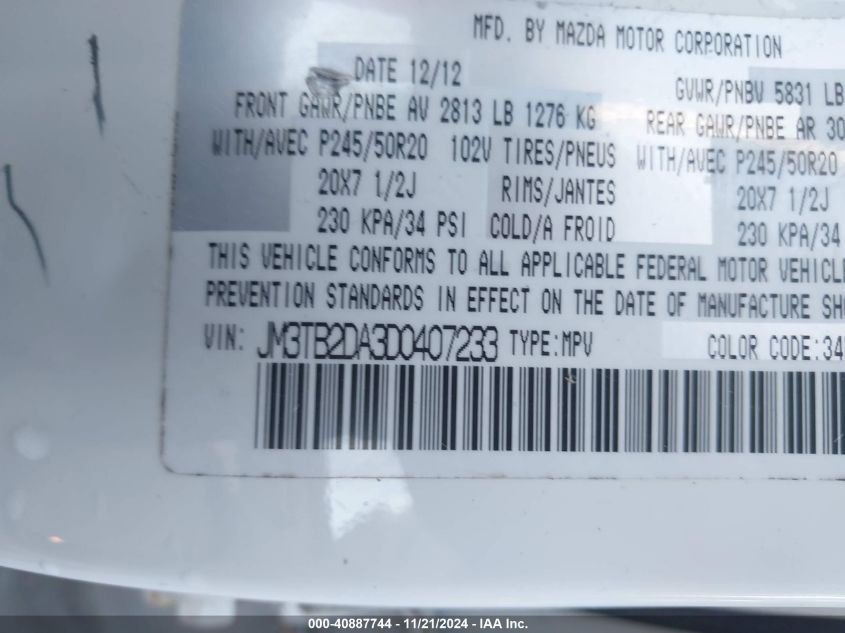 MFD. BY MAZDA MOTOR CORPORATION
DATE 12/12 GVWR/PNBV 5831 LB
FRONT GAWR/PNBE AV 2813 LB 1276 KG REAR GAWR/PNBE AR 30
WITH/AVEC P245/50R20 102V TIRES/PNEUS WITH/AVEC P245/50R20
20X7 1/2J RIMS/JANTES 20X7 1/2J
230 KPA/34 PSI COLD/A FROID 230 KPA/34
THIS VEHICLE CONFORMS TO ALL APPLICABLE FEDERAL MOTOR VEHICLE
PREVENTION STANDARDS IN EFFECT ON THE DATE OF MANUFACTURE SHO
VIN: JM3TB2DA3D0407233 TYPE:MPV COLOR CODE:34
000-40887744 - 11/21/2024 - IAA Inc.